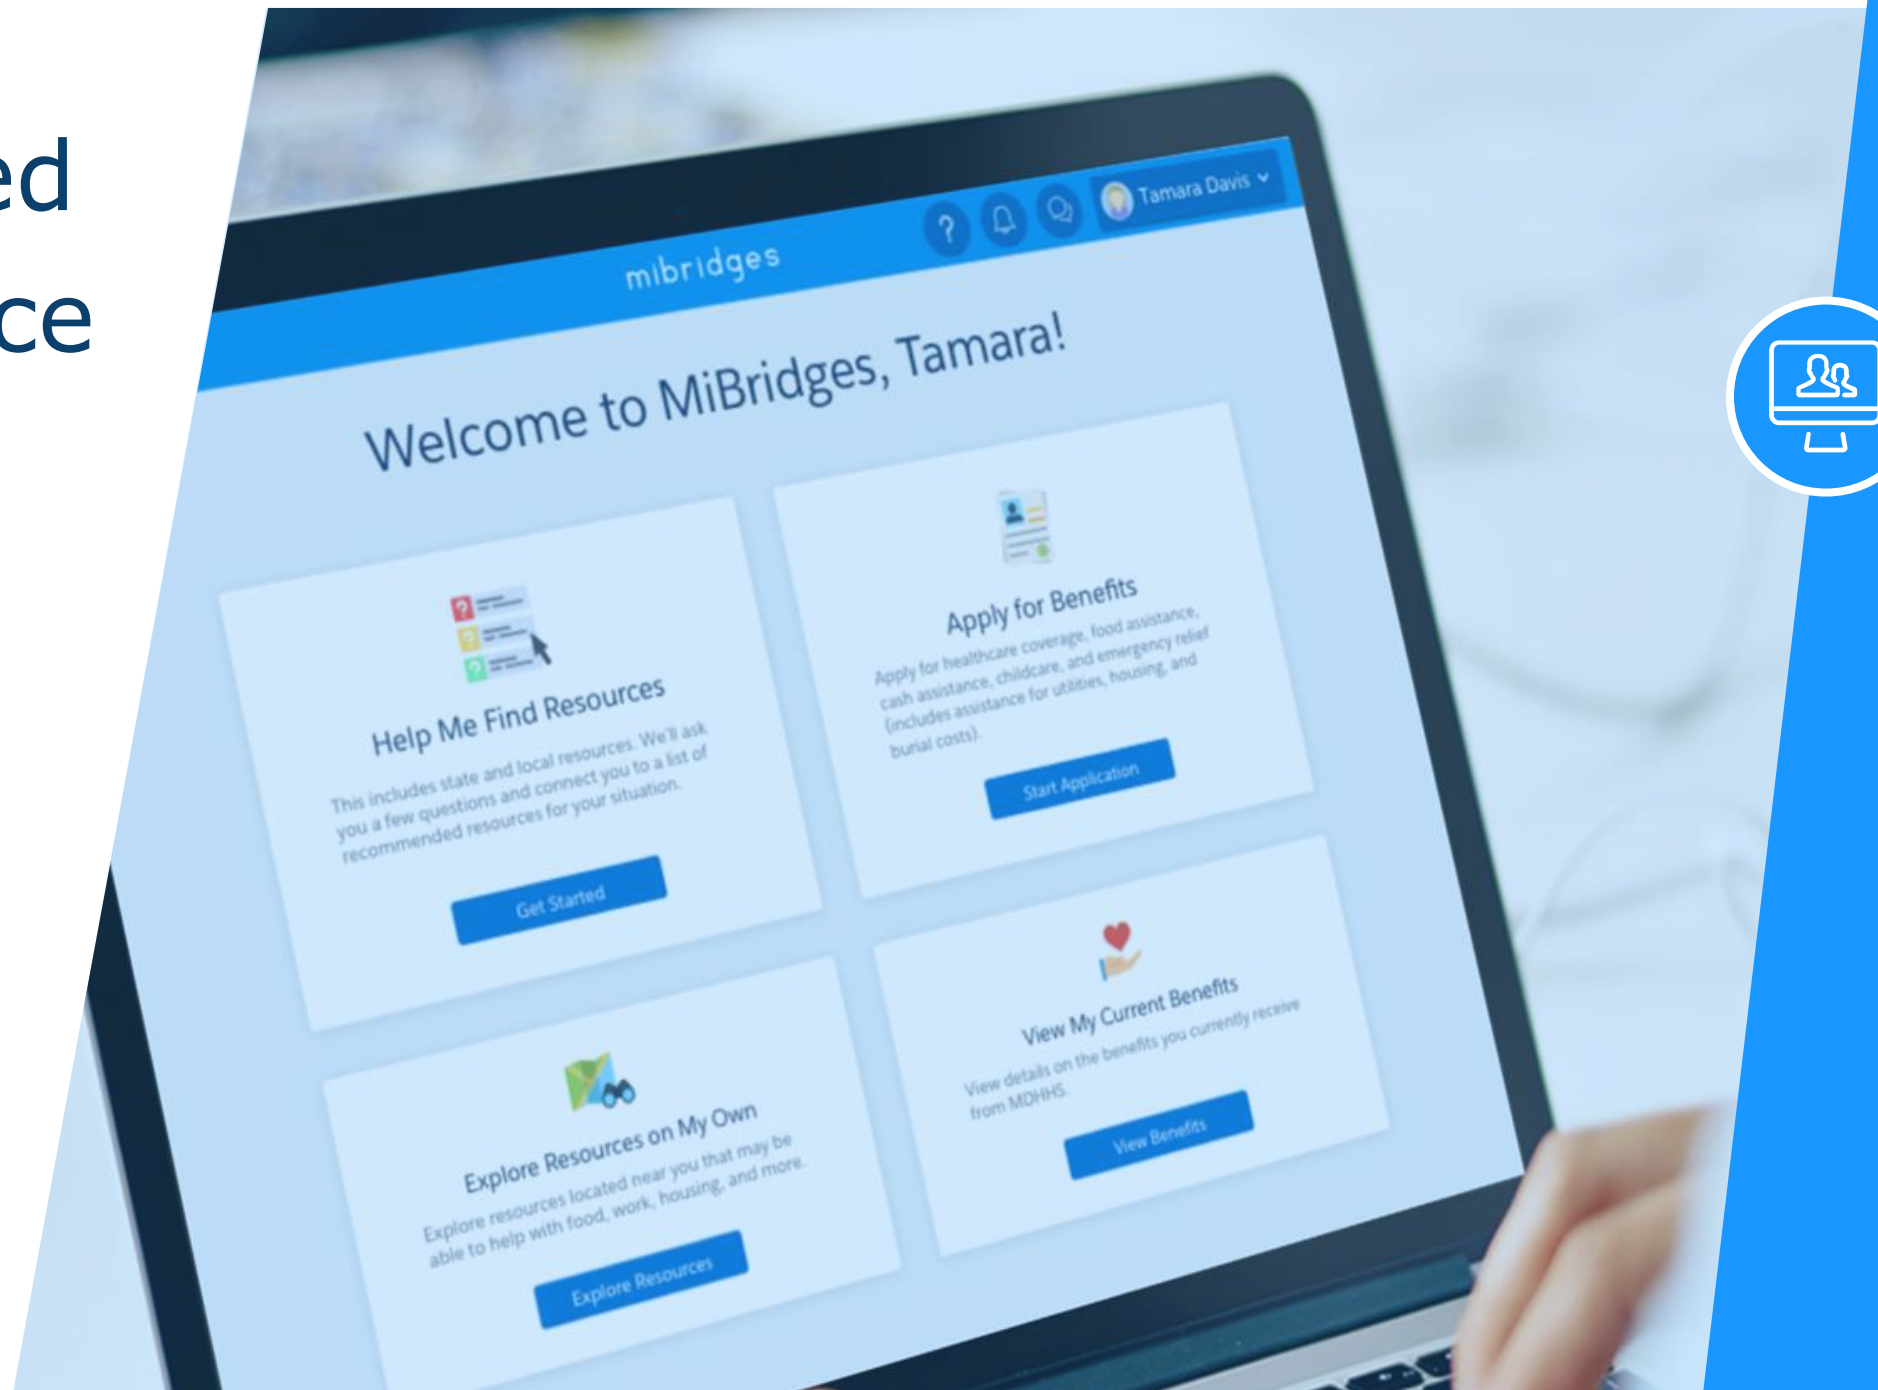 ed
ce
mibridges
? Tamara Davis
Welcome to MiBridges, Tamara!
Help Me Find Resources
This includes state and local resources. We'll ask
you a few questions and connect you to a list of
recommended resources for your situation.
Get Started
Apply for Benefits
Apply for healthcare coverage, food assistance,
cash assistance, childcare, and emergency relief
(includes assistance for utilities, housing, and
burial costs).
Start Application
Explore Resources on My Own
Explore resources located near you that may be
able to help with food, work, housing, and more.
Explore Resources
View My Current Benefits
View details on the benefits you currently receive
from MDHHS.
View Benefits